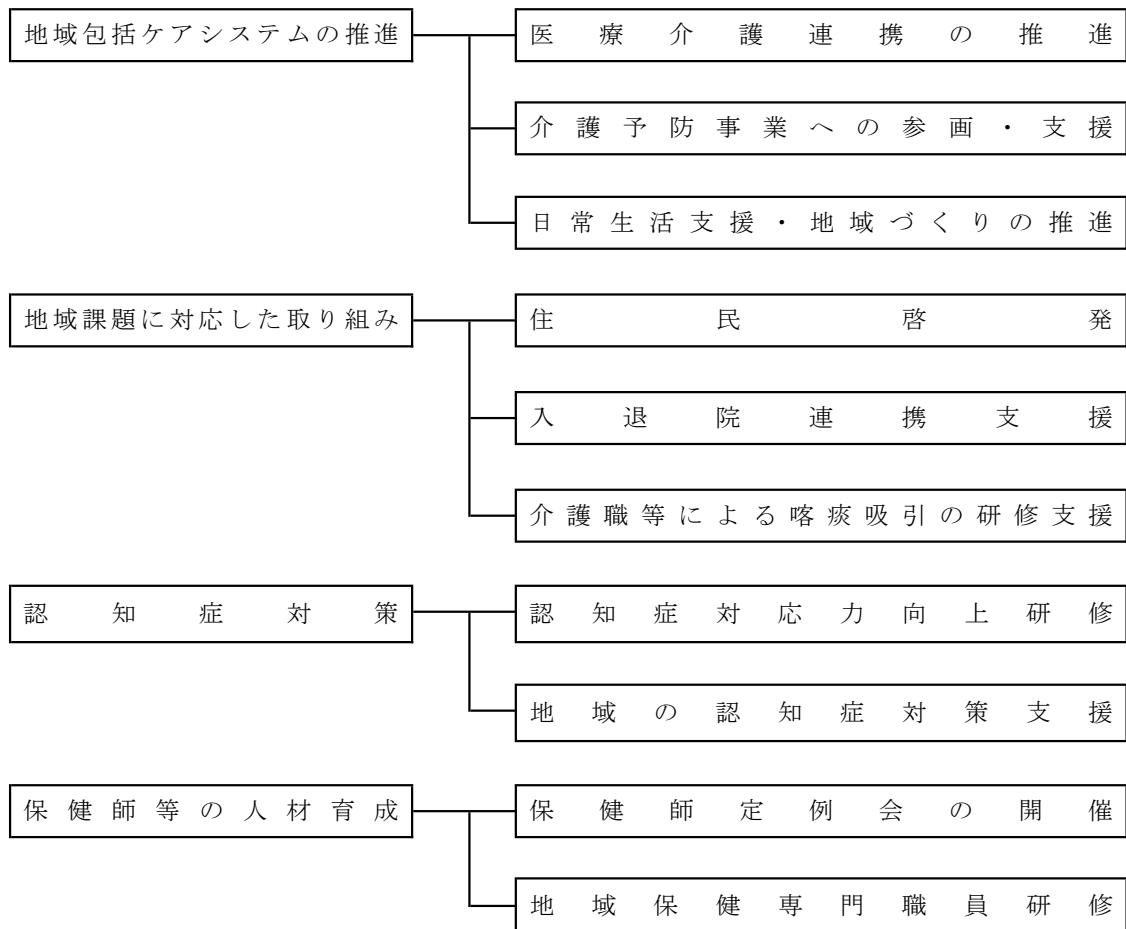 地域包括ケアシステムの推進
医療介護連携の推進
介護予防事業への参画・支援
日常生活支援・地域づくりの推進
地域課題に対応した取り組み
住民啓発
入退院連携支援
介護職等による喀痰吸引の研修支援
認知症対策
認知症対応力向上研修
地域の認知症対策支援
保健師等の人材育成
保健師定例会の開催
地域保健専門職員研修